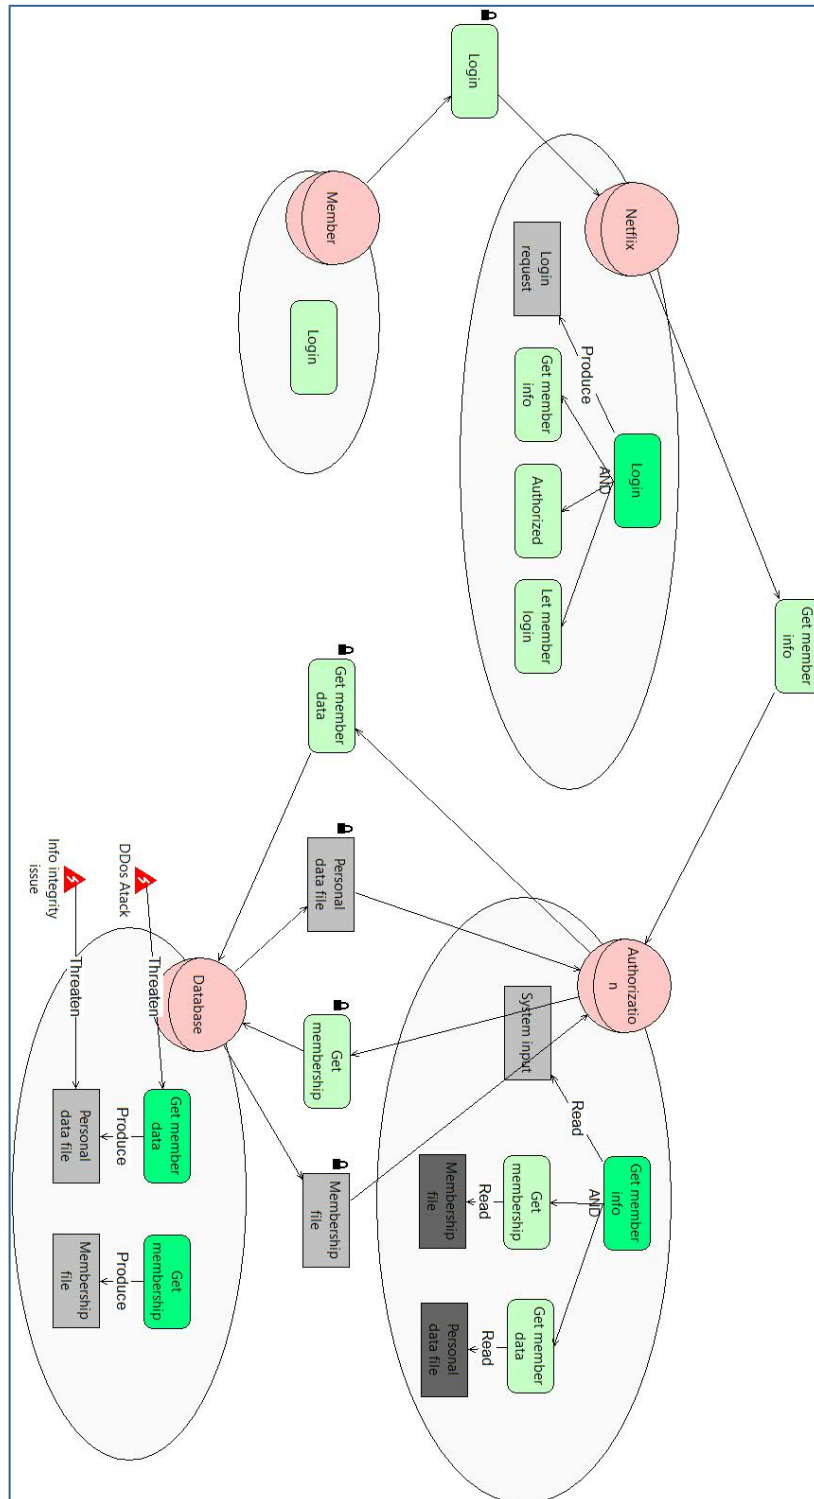 Get member
info
Netflix
Authorizatio
n
Login
Get member
info
AND
AND
Produce
Read
Login
request
Get member
info
Authorized
Let member
login
System input
Get
membership
Get member
data
Read
Read
Login
Membership
file
Personal
data file
Member
Login
Get member
data
Personal
data file
Get
membership
Membership
file
Database
DDos Atack
Threaten
Get member
data
Get
membership
Produce
Produce
Info integrity
issue
Threaten
Personal
data file
Membership
file